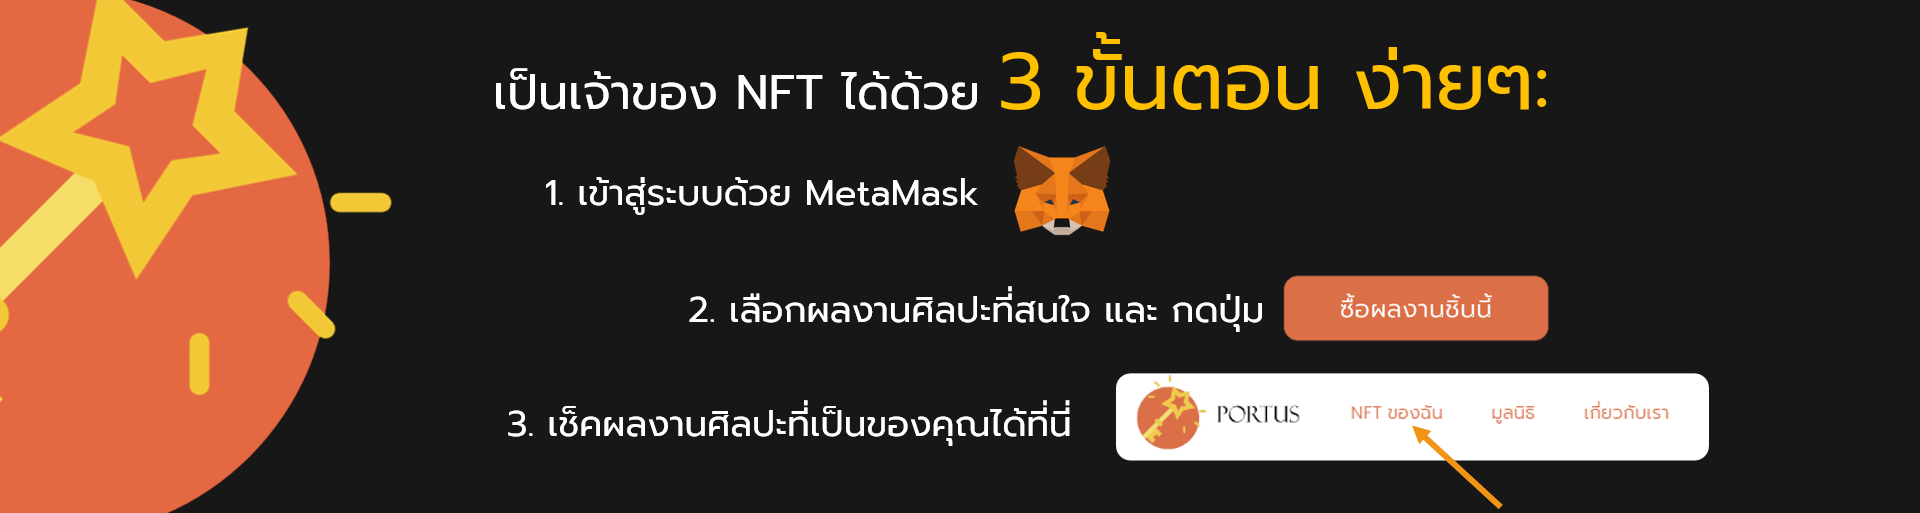 เป็นเจ้าของ NFT ได้ด้วย 3 ขั้นตอน ง่ายๆ:
1. เข้าสู่ระบบด้วย MetaMask
2. เลือกผลงานศิลปะที่สนใจ และ กดปุ่ม ซื้อผลงานชิ้นนี้
3. เช็คผลงานศิลปะที่เป็นของคุณได้ที่นี่ PORTUS NFT ของฉัน มูลนิธิ เกี่ยวกับเรา